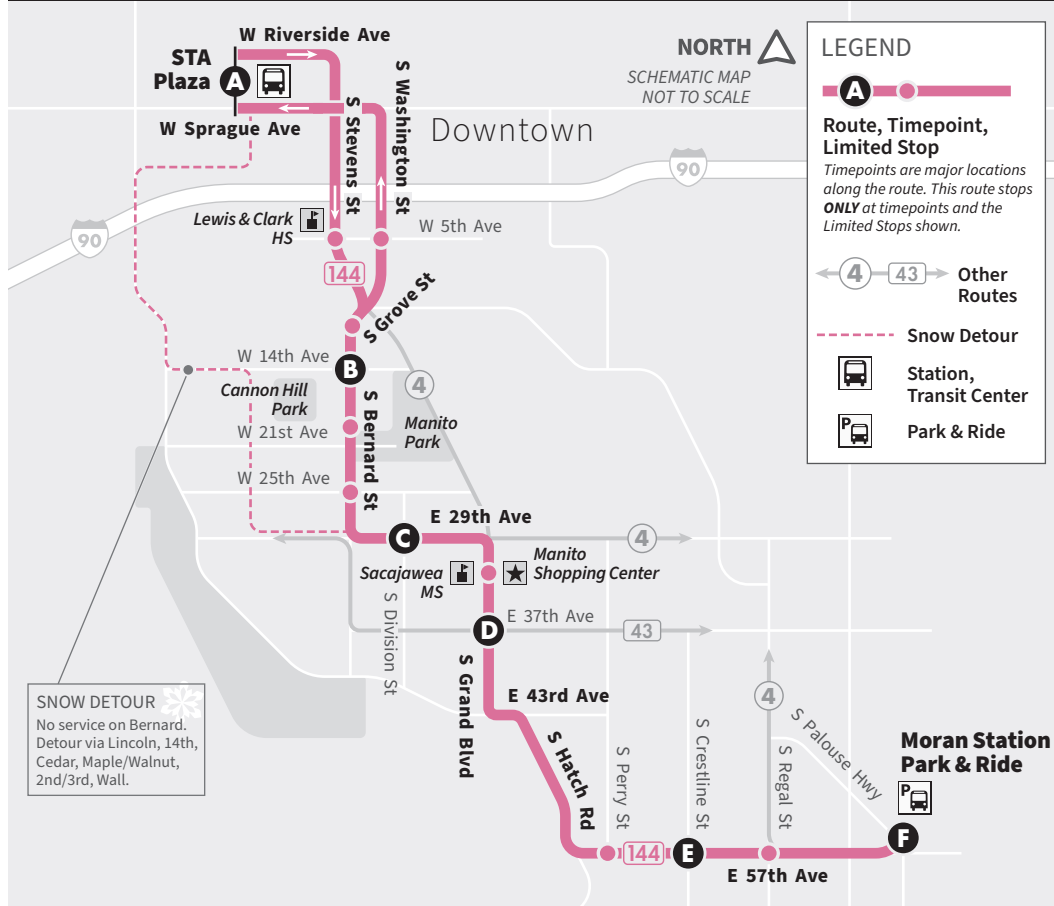 W Riverside Ave
STA
Plaza
A
W Sprague Ave
S Stevens St
S Washington St
Downtown
NORTH
SCHEMATIC MAP
NOT TO SCALE
90
90
Lewis & Clark
HS
W 5th Ave
144
S Grove St
W 14th Ave
B
4
Cannon Hill
Park
S Bernard St
Manito
Park
W 21st Ave
W 25th Ave
E 29th Ave
C
4
Sacajawea
MS
Manito
Shopping Center
S Division St
D
E 37th Ave
43
S Grand Blvd
E 43rd Ave
S Hatch Rd
S Perry St
S Crestline St
4
S Regal St
S Palouse Hwy
Moran Station
Park & Ride
P
F
144
E
E 57th Ave
SNOW DETOUR
No service on Bernard.
Detour via Lincoln, 14th,
Cedar, Maple/Walnut,
2nd/3rd, Wall.
LEGEND
A
Route, Timepoint,
Limited Stop
Timepoints are major locations
along the route. This route stops
ONLY at timepoints and the
Limited Stops shown.
4
43
Other
Routes
Snow Detour
Station,
Transit Center
P
Park & Ride